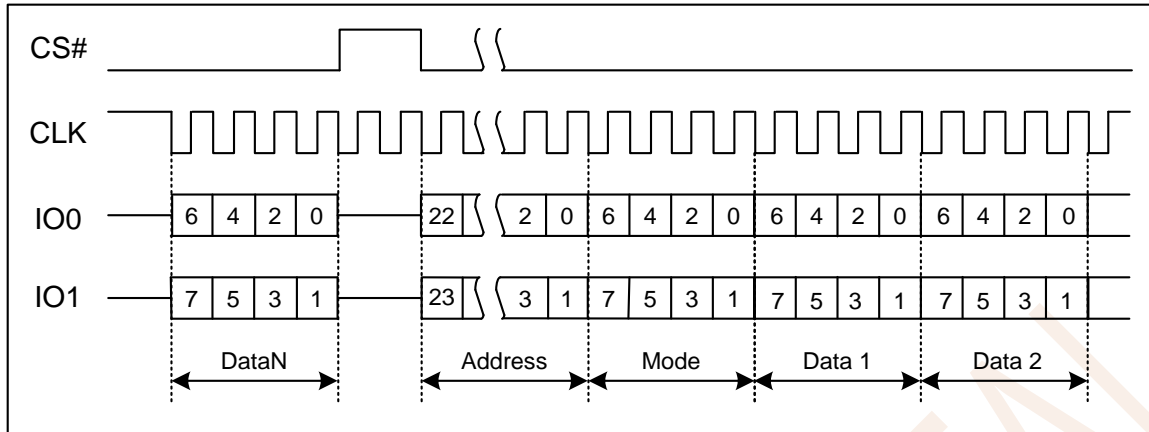 CS#
CLK
IO0 6 4 2 0 22 2 0 6 4 2 0 6 4 2 0 6 4 2 0
IO1 7 5 3 1 23 3 1 7 5 3 1 7 5 3 1 7 5 3 1
DataN Address Mode Data 1 Data 2